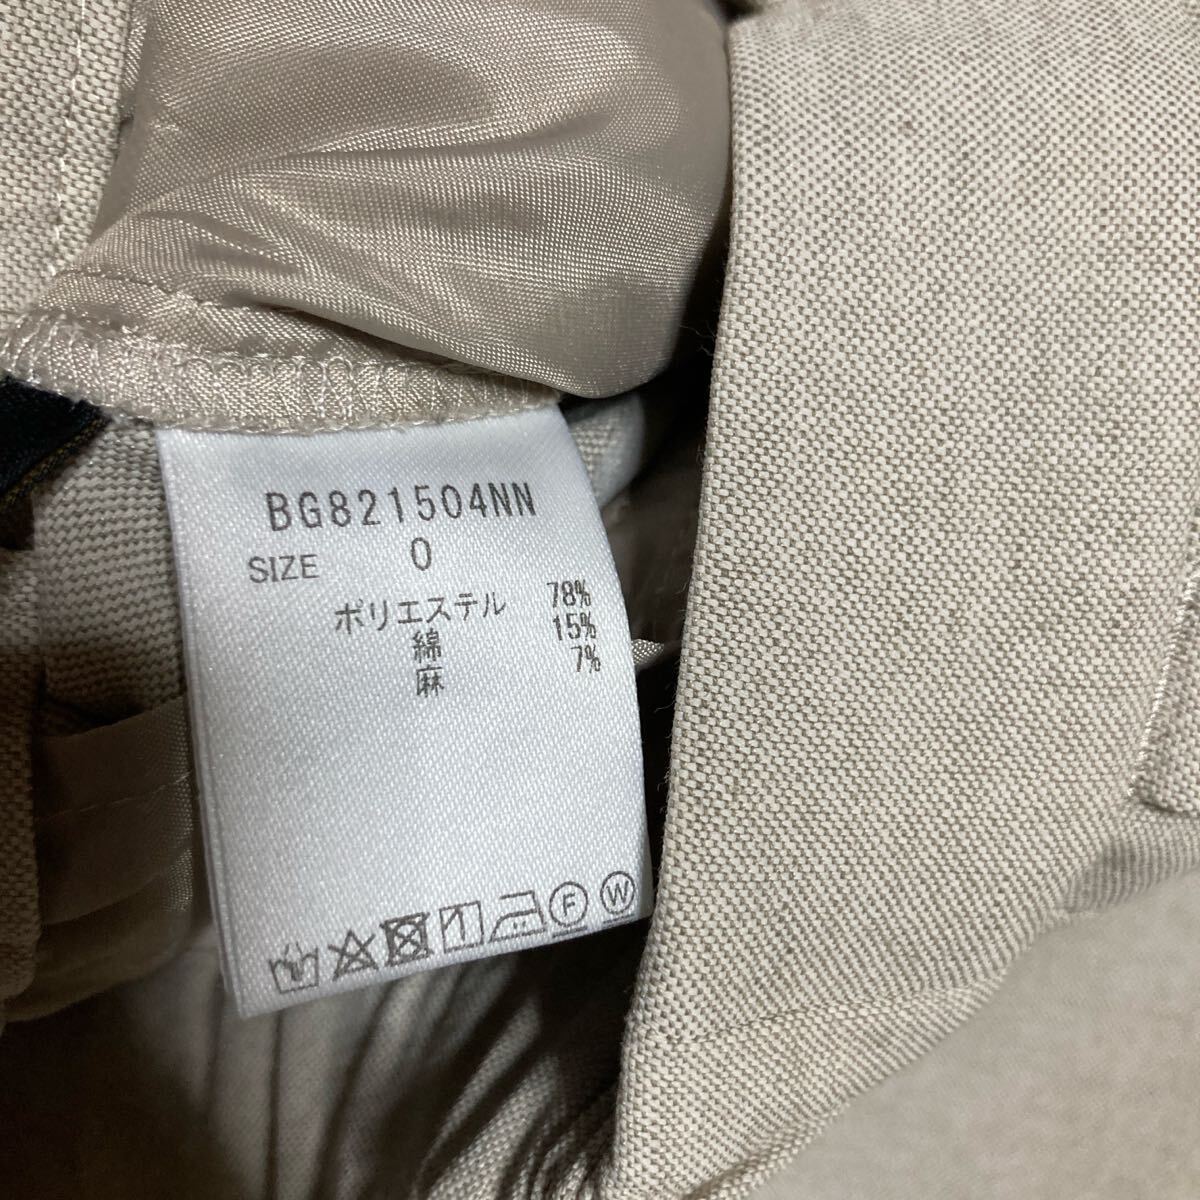 BG821504NN
SIZE 0
ポリエステル 78%
綿 15%
麻 7%
F W